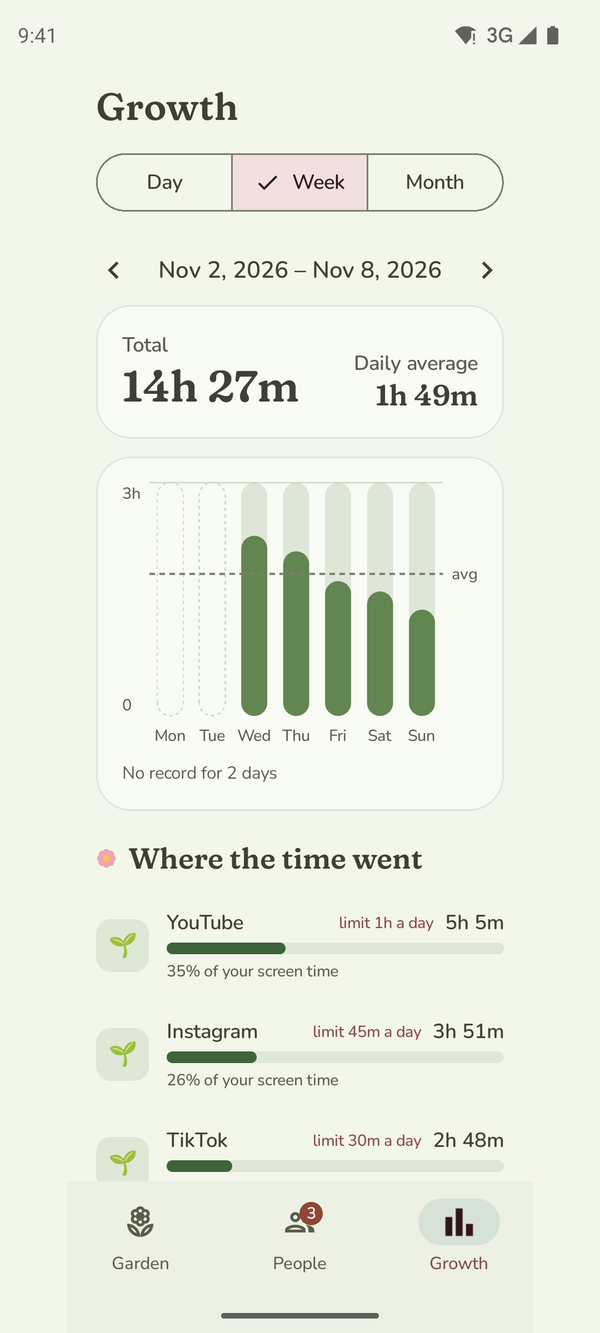 9:41
3G
Growth
Day
Week
Month
Nov 2, 2026 – Nov 8, 2026
Total
14h 27m
Daily average
1h 49m
3h
avg
0
Mon Tue Wed Thu Fri Sat Sun
No record for 2 days
Where the time went
YouTube limit 1h a day 5h 5m
35% of your screen time
Instagram limit 45m a day 3h 51m
26% of your screen time
TikTok limit 30m a day 2h 48m
3
Garden
People
Growth